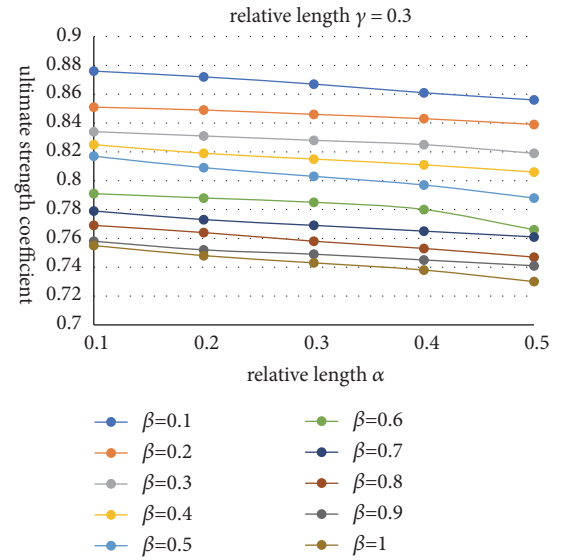 relative length γ = 0.3
0.9
0.88
0.86
0.84
0.82
0.8
0.78
0.76
0.74
0.72
0.7
ultimate strength coefficient
0.1 0.2 0.3 0.4 0.5
relative length α
β=0.1 β=0.6
β=0.2 β=0.7
β=0.3 β=0.8
β=0.4 β=0.9
β=0.5 β=1